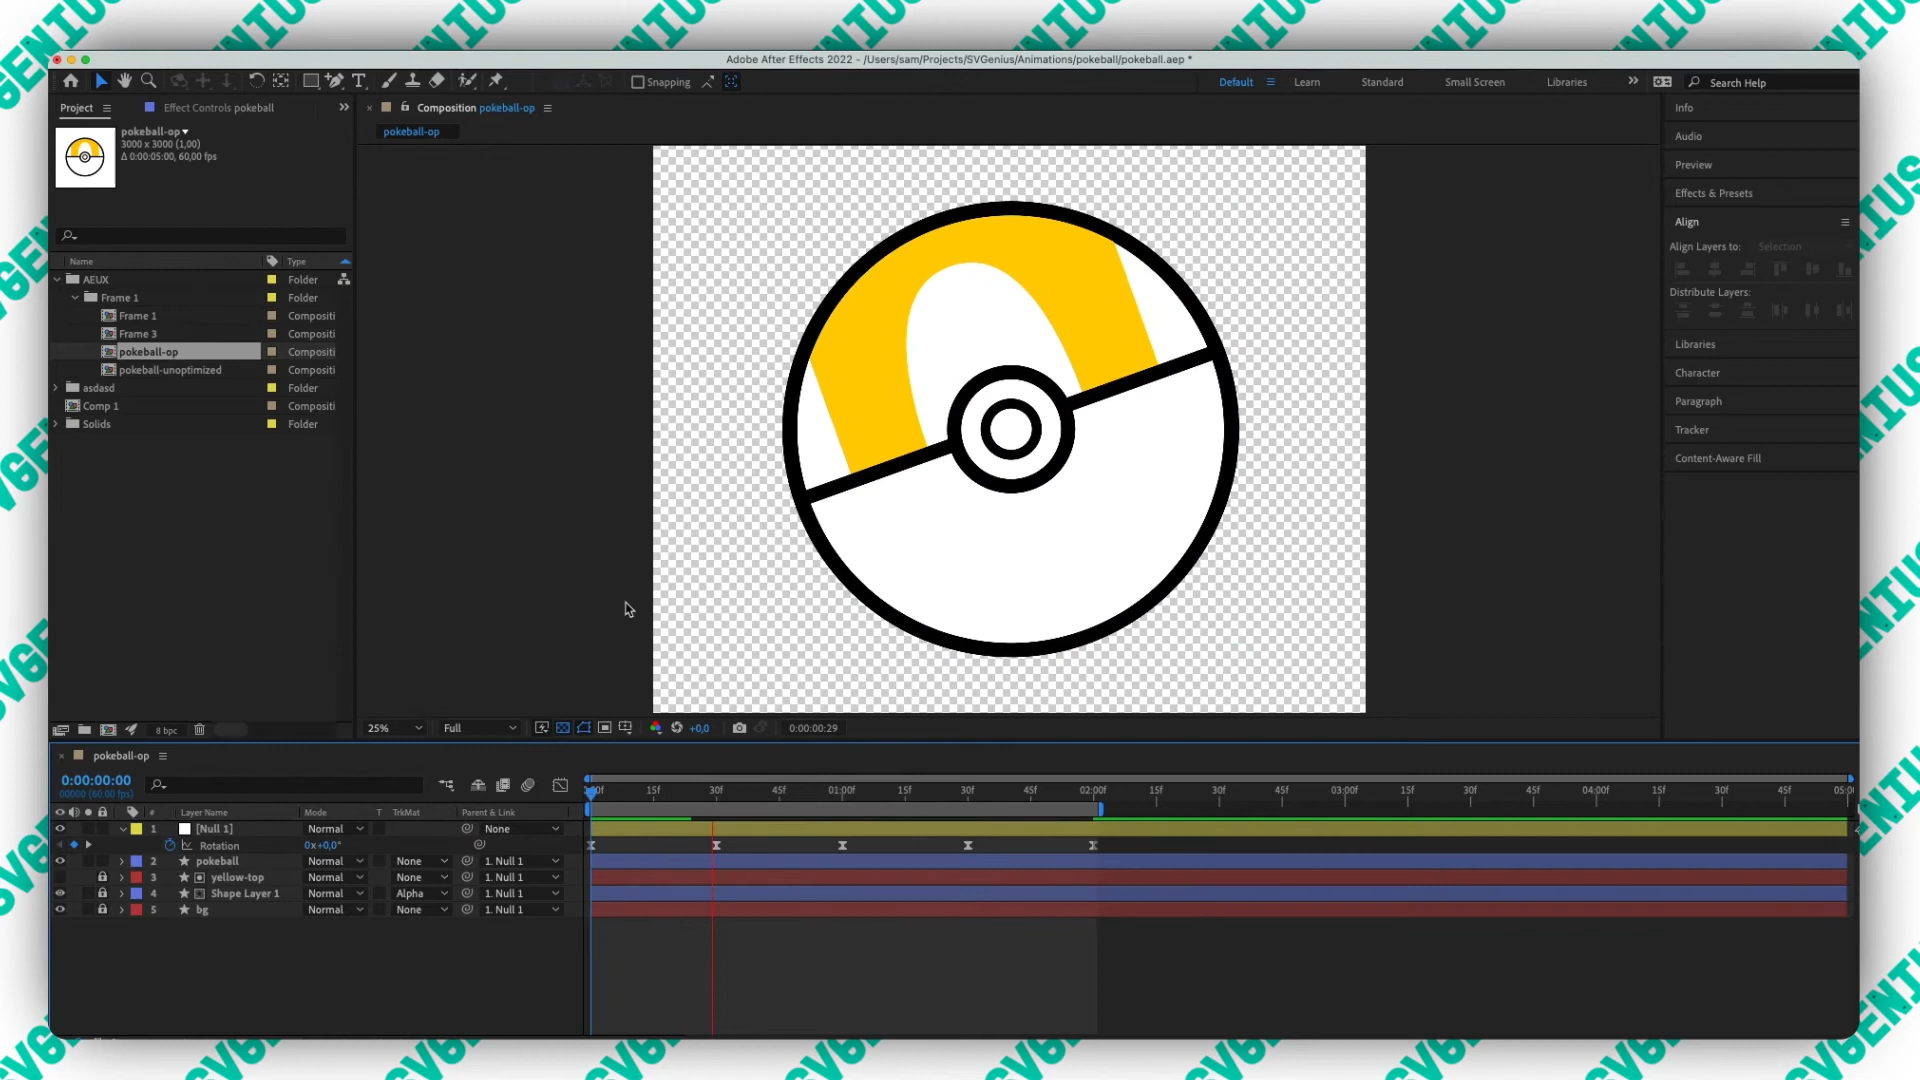 Adobe After Effects 2022 - /Users/sam/Projects/SVGenius/Animations/pokeball/pokeball.aep *
Snapping
Default
Learn
Standard
Small Screen
Libraries
Search Help
Project
Effect Controls pokeball
Composition pokeball-op
pokeball-op
pokeball-op
3000 x 3000 (1,00)
Δ 0:00:05:00, 60,00 fps
Name
Type
AEUX
Folder
Frame 1
Folder
Frame 1
Compositi
Frame 3
Compositi
pokeball-op
Compositi
pokeball-unoptimized
Compositi
asdasd
Folder
Comp 1
Compositi
Solids
Folder
Info
Audio
Preview
Effects & Presets
Align
Align Layers to:
Selection
Distribute Layers:
Libraries
Character
Paragraph
Tracker
Content-Aware Fill
8 bpc
25%
Full
+0,0
0:00:00:29
pokeball-op
0:00:00:00
00000 (60.00 fps)
15f
30f
45f
01:00f
15f
30f
45f
02:00f
15f
30f
45f
03:00f
15f
30f
45f
04:00f
15f
30f
45f
# Layer Name
Mode
T TrkMat
Parent & Link
1 [Null 1]
Normal
None
Rotation
0x+0,0°
2 pokeball
Normal
None
1. Null 1
3 yellow-top
Normal
None
1. Null 1
4 Shape Layer 1
Normal
Alpha
1. Null 1
5 bg
Normal
None
1. Null 1
SVGENIUS